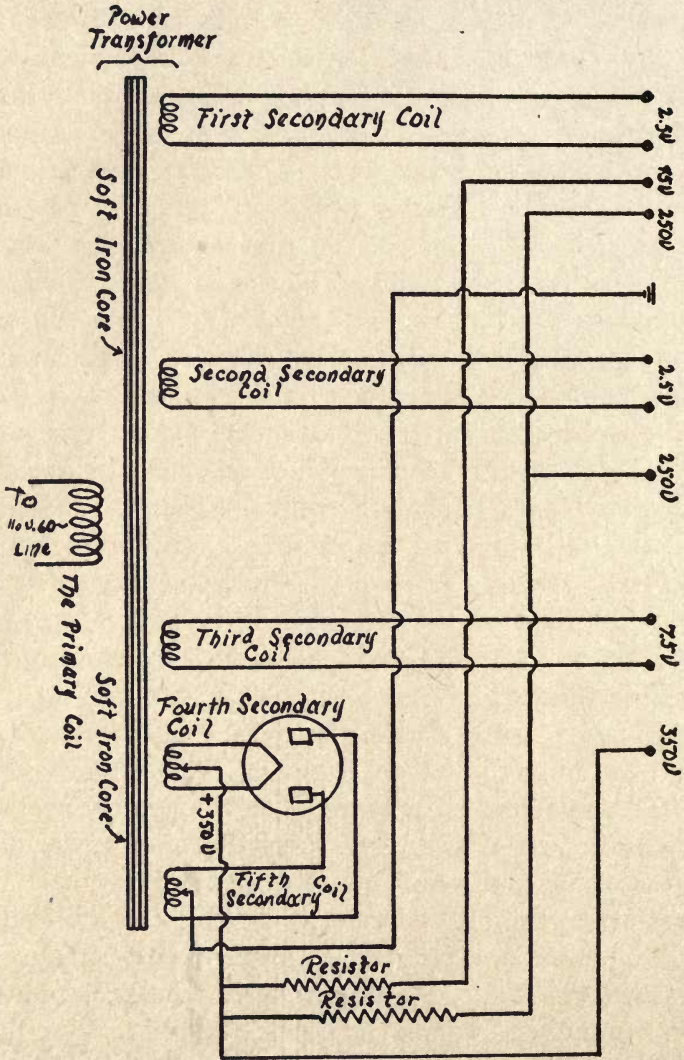 Power
Transformer
First Secondary Coil
2.5V
45V
250V
Soft Iron Core
Second Secondary
Coil
2.5V
250V
To
110V.60~
Line
The Primary Coil
Third Secondary
Coil
7.5V
Soft Iron Core
Fourth Secondary
Coil
+350V
350V
Fifth
Secondary Coil
Resistor
Resistor